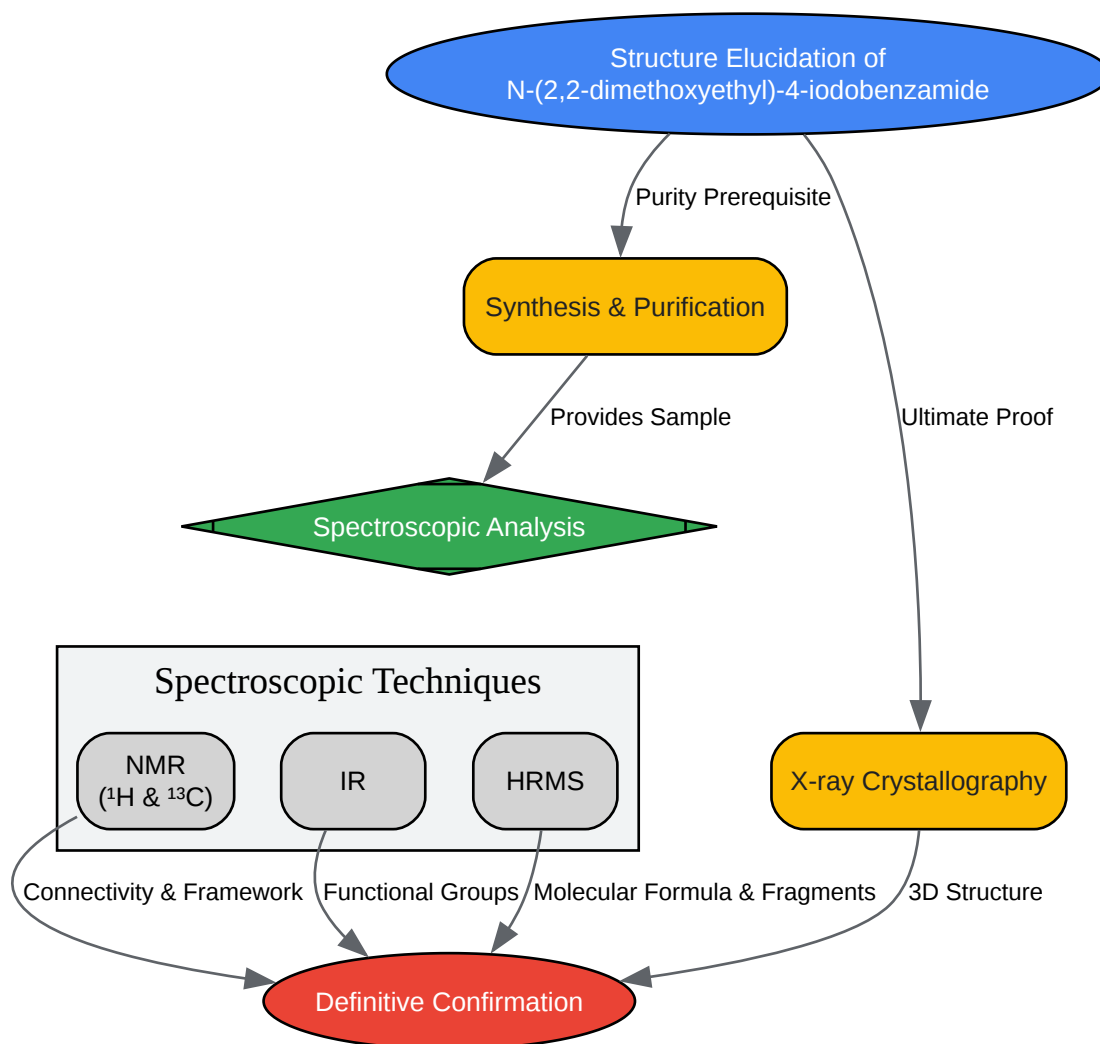 Structure Elucidation of
N-(2,2-dimethoxyethyl)-4-iodobenzamide
Purity Prerequisite
Synthesis & Purification
Provides Sample
Ultimate Proof
Spectroscopic Analysis
Spectroscopic Techniques
NMR
(¹H & ¹³C)
IR
HRMS
X-ray Crystallography
Connectivity & Framework
Functional Groups
Molecular Formula & Fragments
3D Structure
Definitive Confirmation